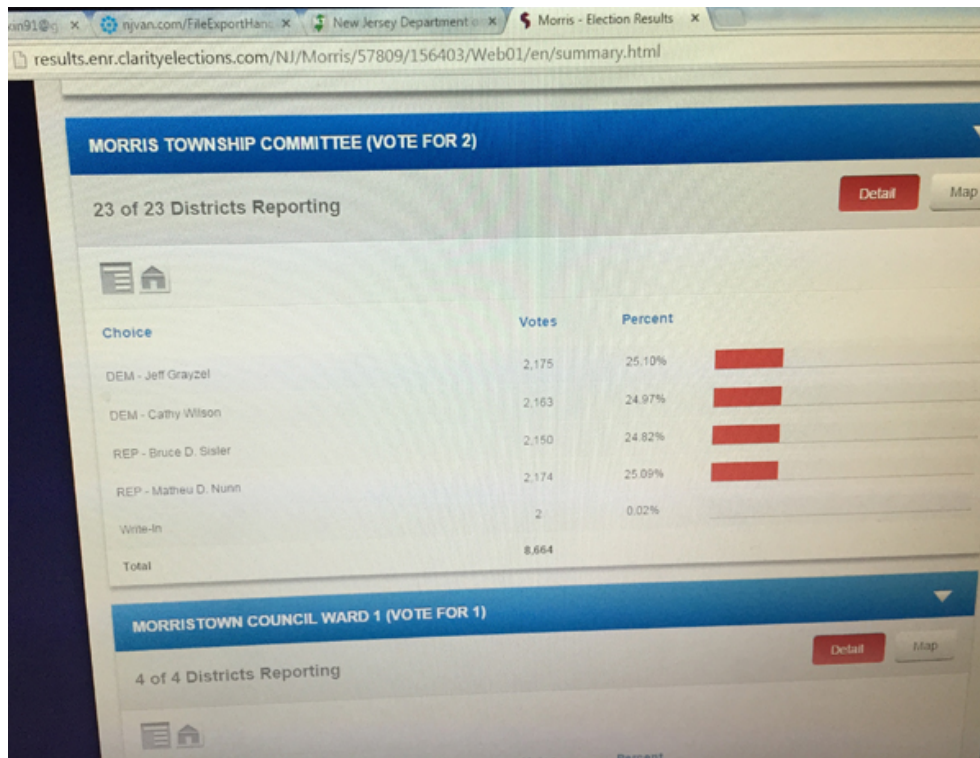 njvan.com/FileExportHan New Jersey Department Morris - Election Results
results.enr.clarityelections.com/NJ/Morris/57809/156403/Web01/en/summary.html
MORRIS TOWNSHIP COMMITTEE (VOTE FOR 2)
23 of 23 Districts Reporting
Detail Map
Choice Votes Percent
DEM - Jeff Grayzel 2,175 25.10%
DEM - Cathy Wilson 2,163 24.97%
REP - Bruce D. Sisler 2,150 24.82%
REP - Matheu D. Nunn 2,174 25.09%
Write-In 2 0.02%
Total 8,664
MORRISTOWN COUNCIL WARD 1 (VOTE FOR 1)
4 of 4 Districts Reporting
Detail Map
Percent